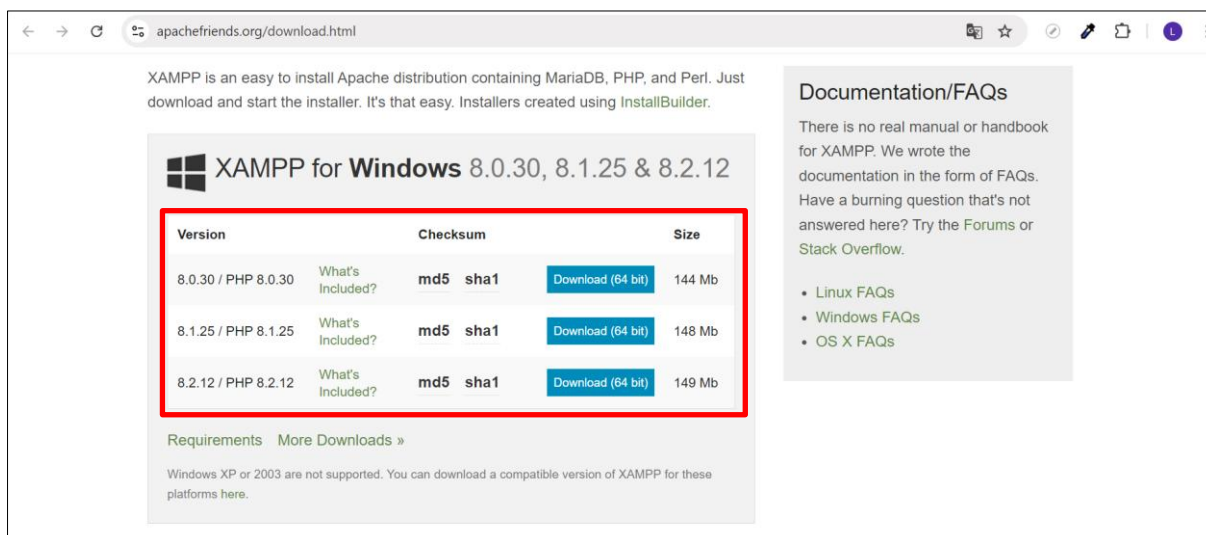 apachefriends.org/download.html
L
XAMPP is an easy to install Apache distribution containing MariaDB, PHP, and Perl. Just
download and start the installer. It's that easy. Installers created using InstallBuilder.
XAMPP for Windows 8.0.30, 8.1.25 & 8.2.12
Version Checksum Size
8.0.30 / PHP 8.0.30 What's Included? md5 sha1 Download (64 bit) 144 Mb
8.1.25 / PHP 8.1.25 What's Included? md5 sha1 Download (64 bit) 148 Mb
8.2.12 / PHP 8.2.12 What's Included? md5 sha1 Download (64 bit) 149 Mb
Requirements More Downloads »
Windows XP or 2003 are not supported. You can download a compatible version of XAMPP for these
platforms here.
Documentation/FAQs
There is no real manual or handbook
for XAMPP. We wrote the
documentation in the form of FAQs.
Have a burning question that's not
answered here? Try the Forums or
Stack Overflow.
• Linux FAQs
• Windows FAQs
• OS X FAQs